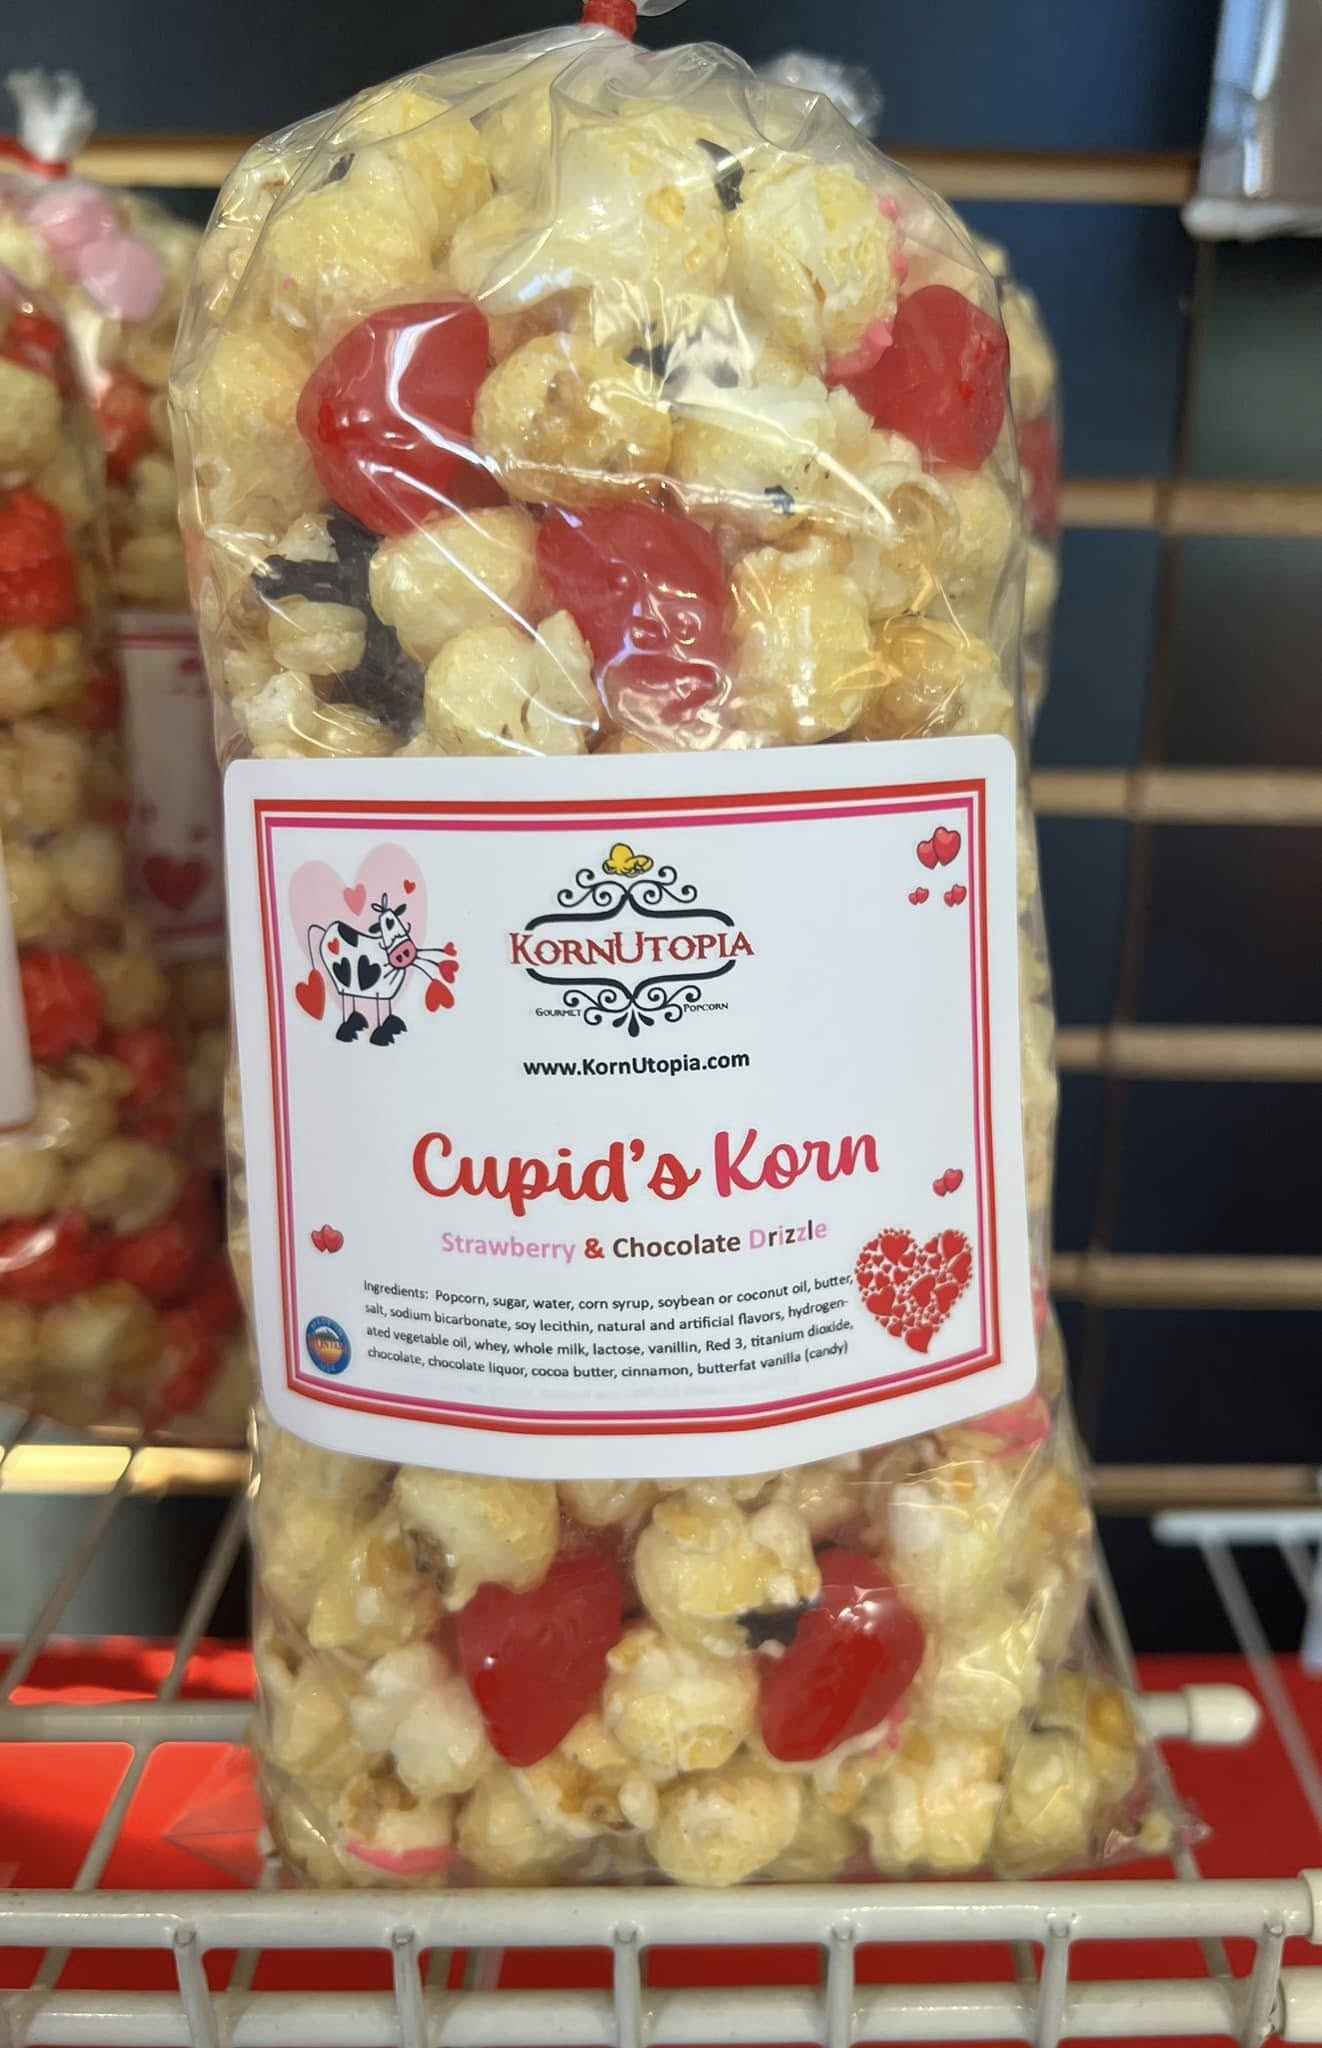 KORNUTOPIA
GOURMET POPCORN
www.KornUtopia.com
Cupid's Korn
Strawberry & Chocolate Drizzle
Ingredients: Popcorn, sugar, water, corn syrup, soybean or coconut oil, butter,
salt, sodium bicarbonate, soy lecithin, natural and artificial flavors, hydrogen-
ated vegetable oil, whey, whole milk, lactose, vanillin, Red 3, titanium dioxide,
chocolate, chocolate liquor, cocoa butter, cinnamon, butterfat vanilla (candy)